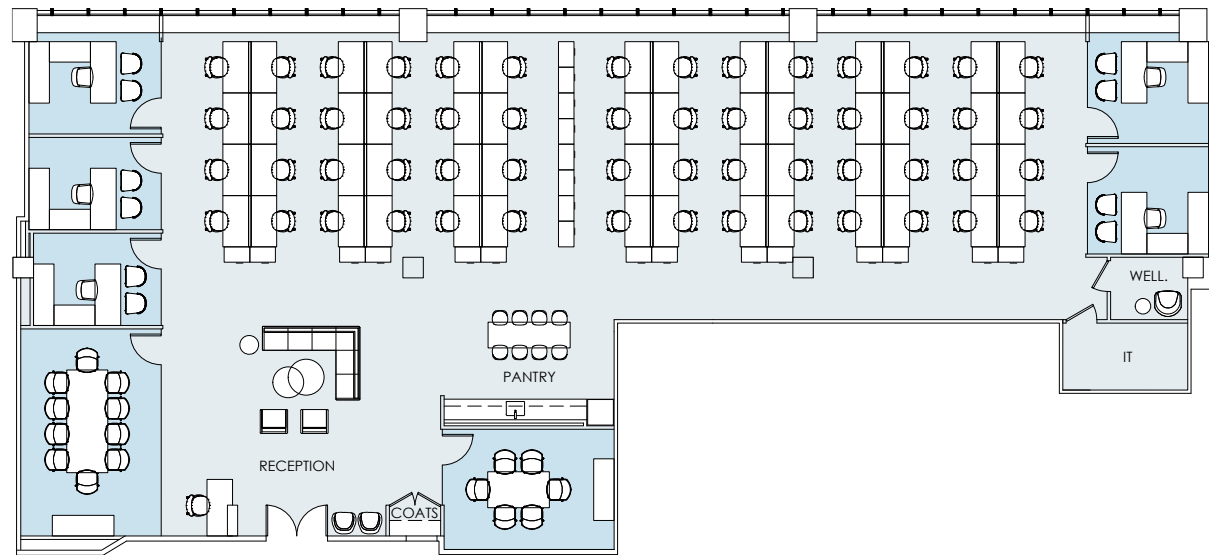 WELL.
IT
PANTRY
RECEPTION
COATS